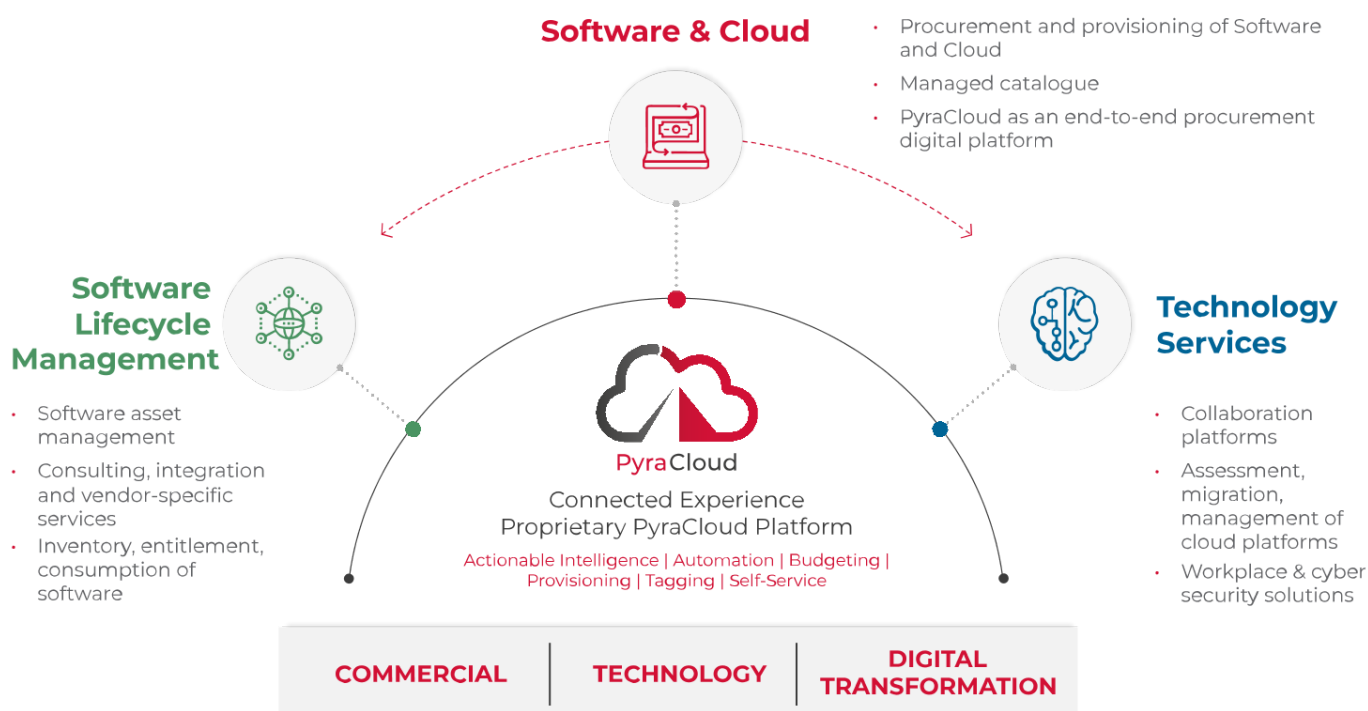 Software & Cloud
• Procurement and provisioning of Software
and Cloud
• Managed catalogue
• PyraCloud as an end-to-end procurement
digital platform
Software
Lifecycle
Management
• Software asset
management
• Consulting, integration
and vendor-specific
services
• Inventory, entitlement,
consumption of
software
Technology
Services
• Collaboration
platforms
• Assessment,
migration,
management of
cloud platforms
• Workplace & cyber
security solutions
PyraCloud
Connected Experience
Proprietary PyraCloud Platform
Actionable Intelligence | Automation | Budgeting |
Provisioning | Tagging | Self-Service
COMMERCIAL
TECHNOLOGY
DIGITAL
TRANSFORMATION